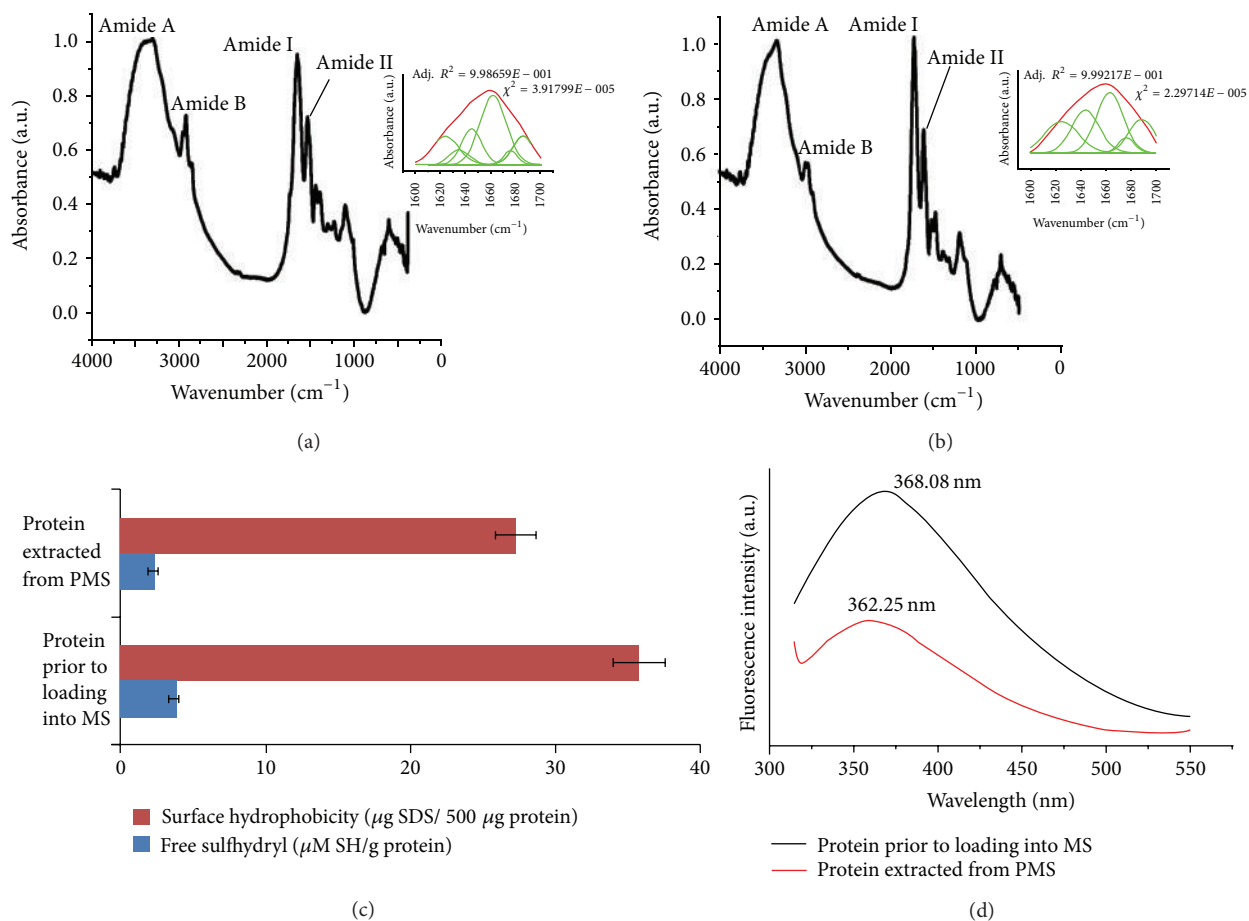 Amide A
Amide I
Amide II
Amide B
Absorbance (a.u.)
1.0
0.8
0.6
0.4
0.2
0.0
4000 3000 2000 1000 0
Wavenumber (cm−1)
Adj. R2 = 9.98659E − 001
χ2 = 3.91799E − 005
Absorbance (a.u.)
1600 1620 1640 1660 1680 1700
Wavenumber (cm−1)
(a)
Amide A
Amide I
Amide II
Amide B
Absorbance (a.u.)
1.0
0.8
0.6
0.4
0.2
0.0
4000 3000 2000 1000 0
Wavenumber (cm−1)
Adj. R2 = 9.99217E − 001
χ2 = 2.29714E − 005
Absorbance (a.u.)
1600 1620 1640 1660 1680 1700
Wavenumber (cm−1)
(b)
Protein
extracted
from PMS
Protein
prior to
loading
into MS
0 10 20 30 40
Surface hydrophobicity (μg SDS/ 500 μg protein)
Free sulfhydryl (μM SH/g protein)
(c)
368.08 nm
362.25 nm
Fluorescence intensity (a.u.)
300 350 400 450 500 550
Wavelength (nm)
Protein prior to loading into MS
Protein extracted from PMS
(d)